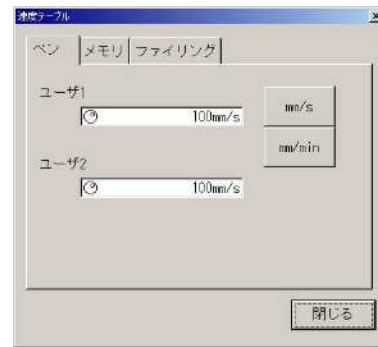 速度テーブル
ペン メモリ ファイリング
ユーザ1
100mm/s
mm/s
mm/min
ユーザ2
100mm/s
閉じる